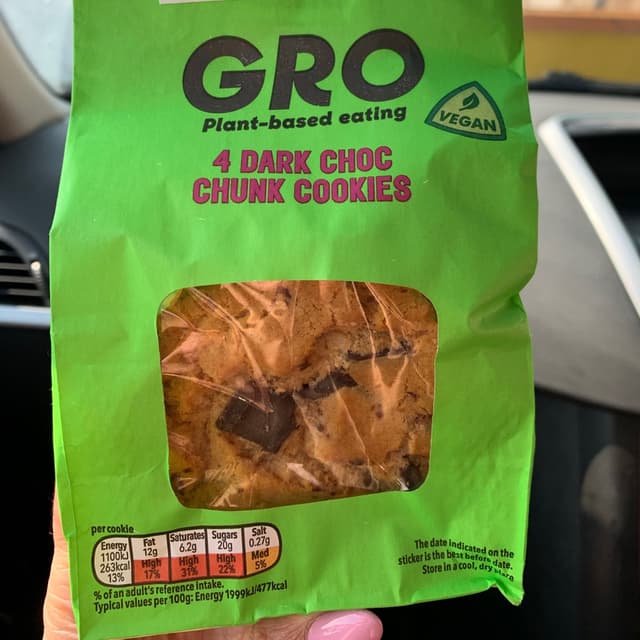 GRO
Plant-based eating
VEGAN
4 DARK CHOC
CHUNK COOKIES
per cookie
Energy Fat Saturates Sugars Salt
1100kJ 12g 6.2g 20g 0.27g
263kcal High High High Med
13% 17% 31% 22% 5%
% of an adult's reference intake.
Typical values per 100g: Energy 1999kJ/477kcal
The date indicated on the
sticker is the best before date.
Store in a cool, dry place